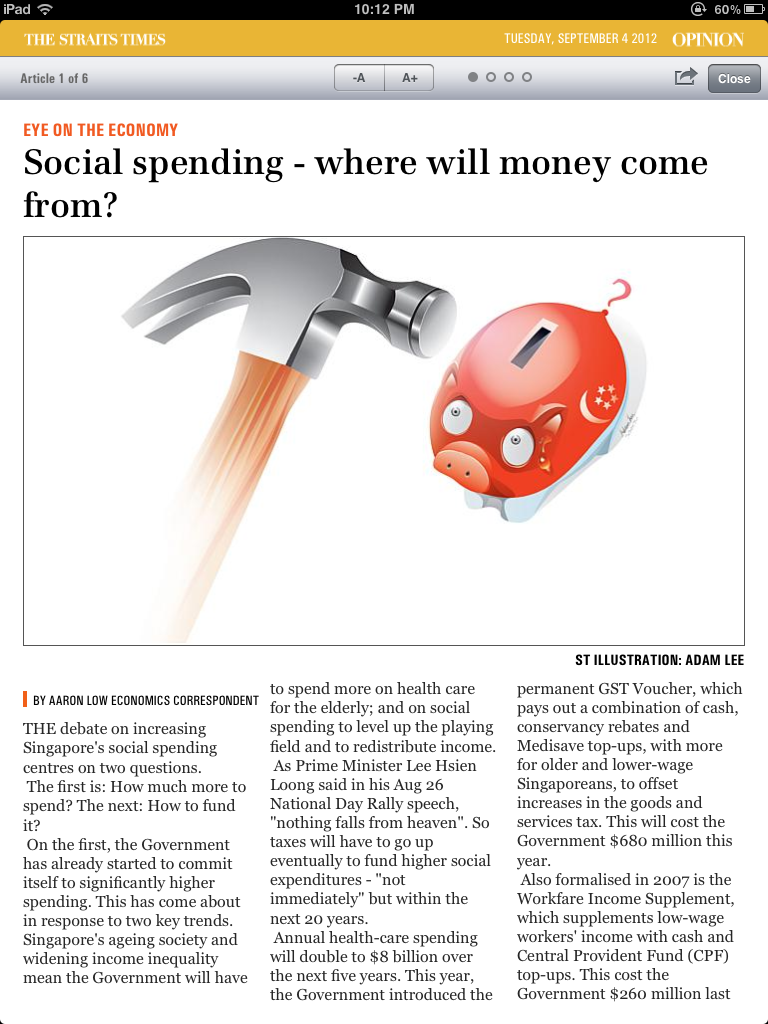 iPad 10:12 PM 60%
THE STRAITS TIMES TUESDAY, SEPTEMBER 4 2012 OPINION
Article 1 of 6 -A A+ Close
EYE ON THE ECONOMY
Social spending - where will money come
from?
ST ILLUSTRATION: ADAM LEE
BY AARON LOW ECONOMICS CORRESPONDENT
THE debate on increasing
Singapore's social spending
centres on two questions.
The first is: How much more to
spend? The next: How to fund
it?
On the first, the Government
has already started to commit
itself to significantly higher
spending. This has come about
in response to two key trends.
Singapore's ageing society and
widening income inequality
mean the Government will have
to spend more on health care
for the elderly; and on social
spending to level up the playing
field and to redistribute income.
As Prime Minister Lee Hsien
Loong said in his Aug 26
National Day Rally speech,
"nothing falls from heaven". So
taxes will have to go up
eventually to fund higher social
expenditures - "not
immediately" but within the
next 20 years.
Annual health-care spending
will double to $8 billion over
the next five years. This year,
the Government introduced the
permanent GST Voucher, which
pays out a combination of cash,
conservancy rebates and
Medisave top-ups, with more
for older and lower-wage
Singaporeans, to offset
increases in the goods and
services tax. This will cost the
Government $680 million this
year.
Also formalised in 2007 is the
Workfare Income Supplement,
which supplements low-wage
workers' income with cash and
Central Provident Fund (CPF)
top-ups. This cost the
Government $260 million last